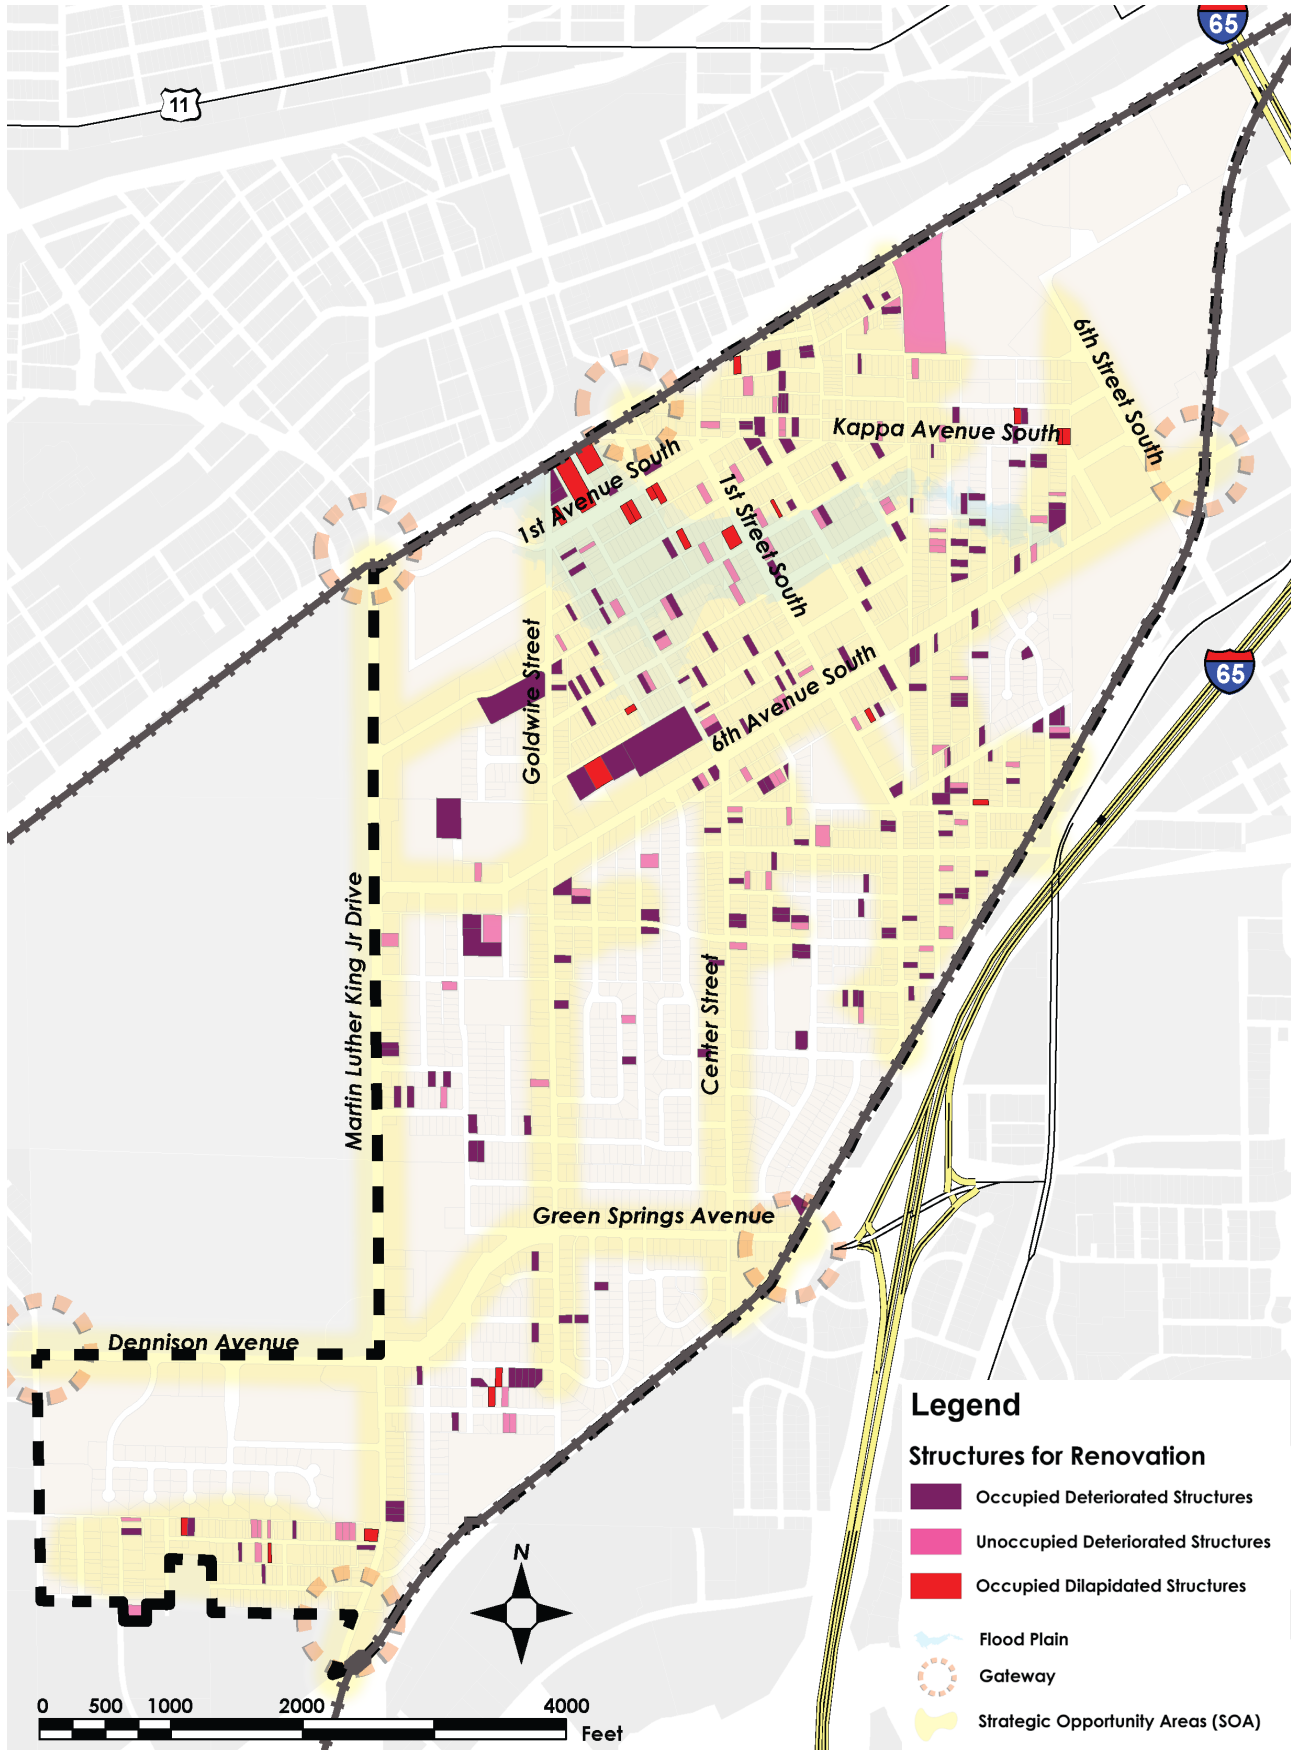 65
11
6th Street South
Kappa Avenue South
1st Avenue South
1st Street South
Goldwire Street
6th Avenue South
65
Martin Luther King Jr Drive
Center Street
Green Springs Avenue
Dennison Avenue
Legend
Structures for Renovation
Occupied Deteriorated Structures
Unoccupied Deteriorated Structures
Occupied Dilapidated Structures
Flood Plain
Gateway
Strategic Opportunity Areas (SOA)
N
0 500 1000 2000 4000
Feet